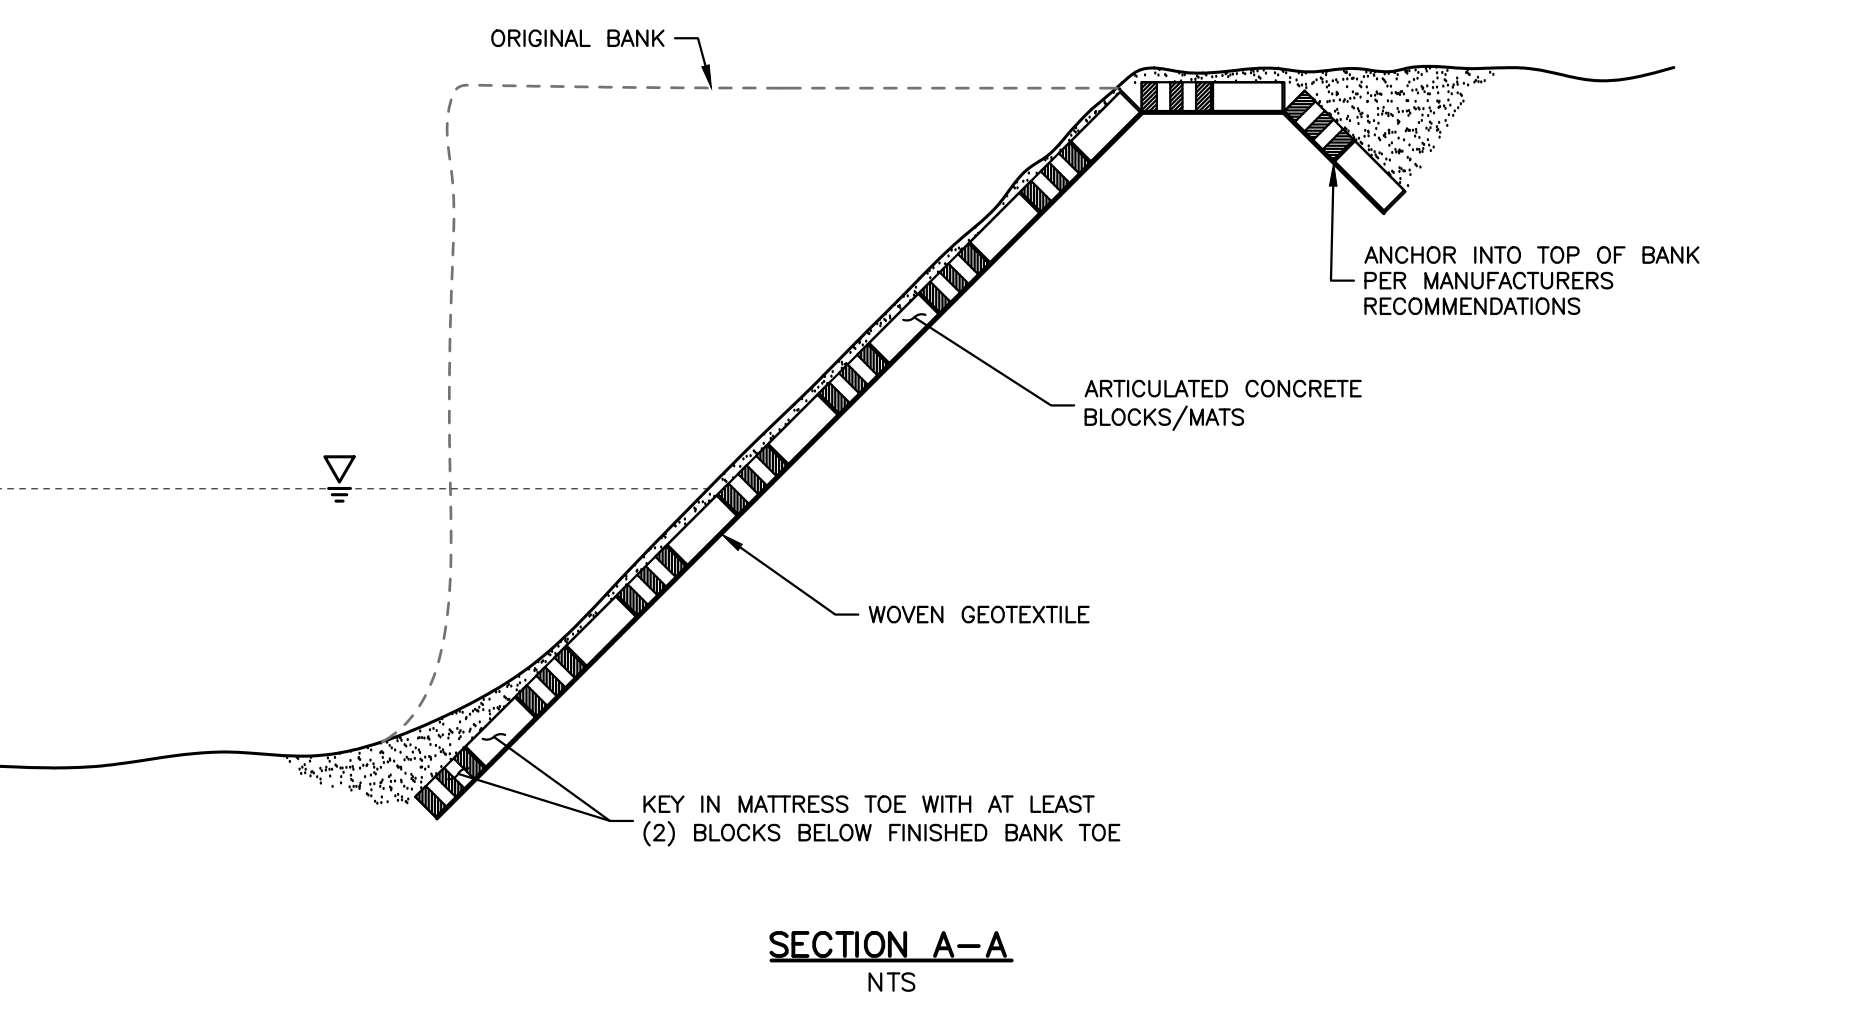 ORIGINAL BANK
ANCHOR INTO TOP OF BANK
PER MANUFACTURERS
RECOMMENDATIONS
ARTICULATED CONCRETE
BLOCKS/MATS
WOVEN GEOTEXTILE
KEY IN MATTRESS TOE WITH AT LEAST
(2) BLOCKS BELOW FINISHED BANK TOE
SECTION A-A
NTS